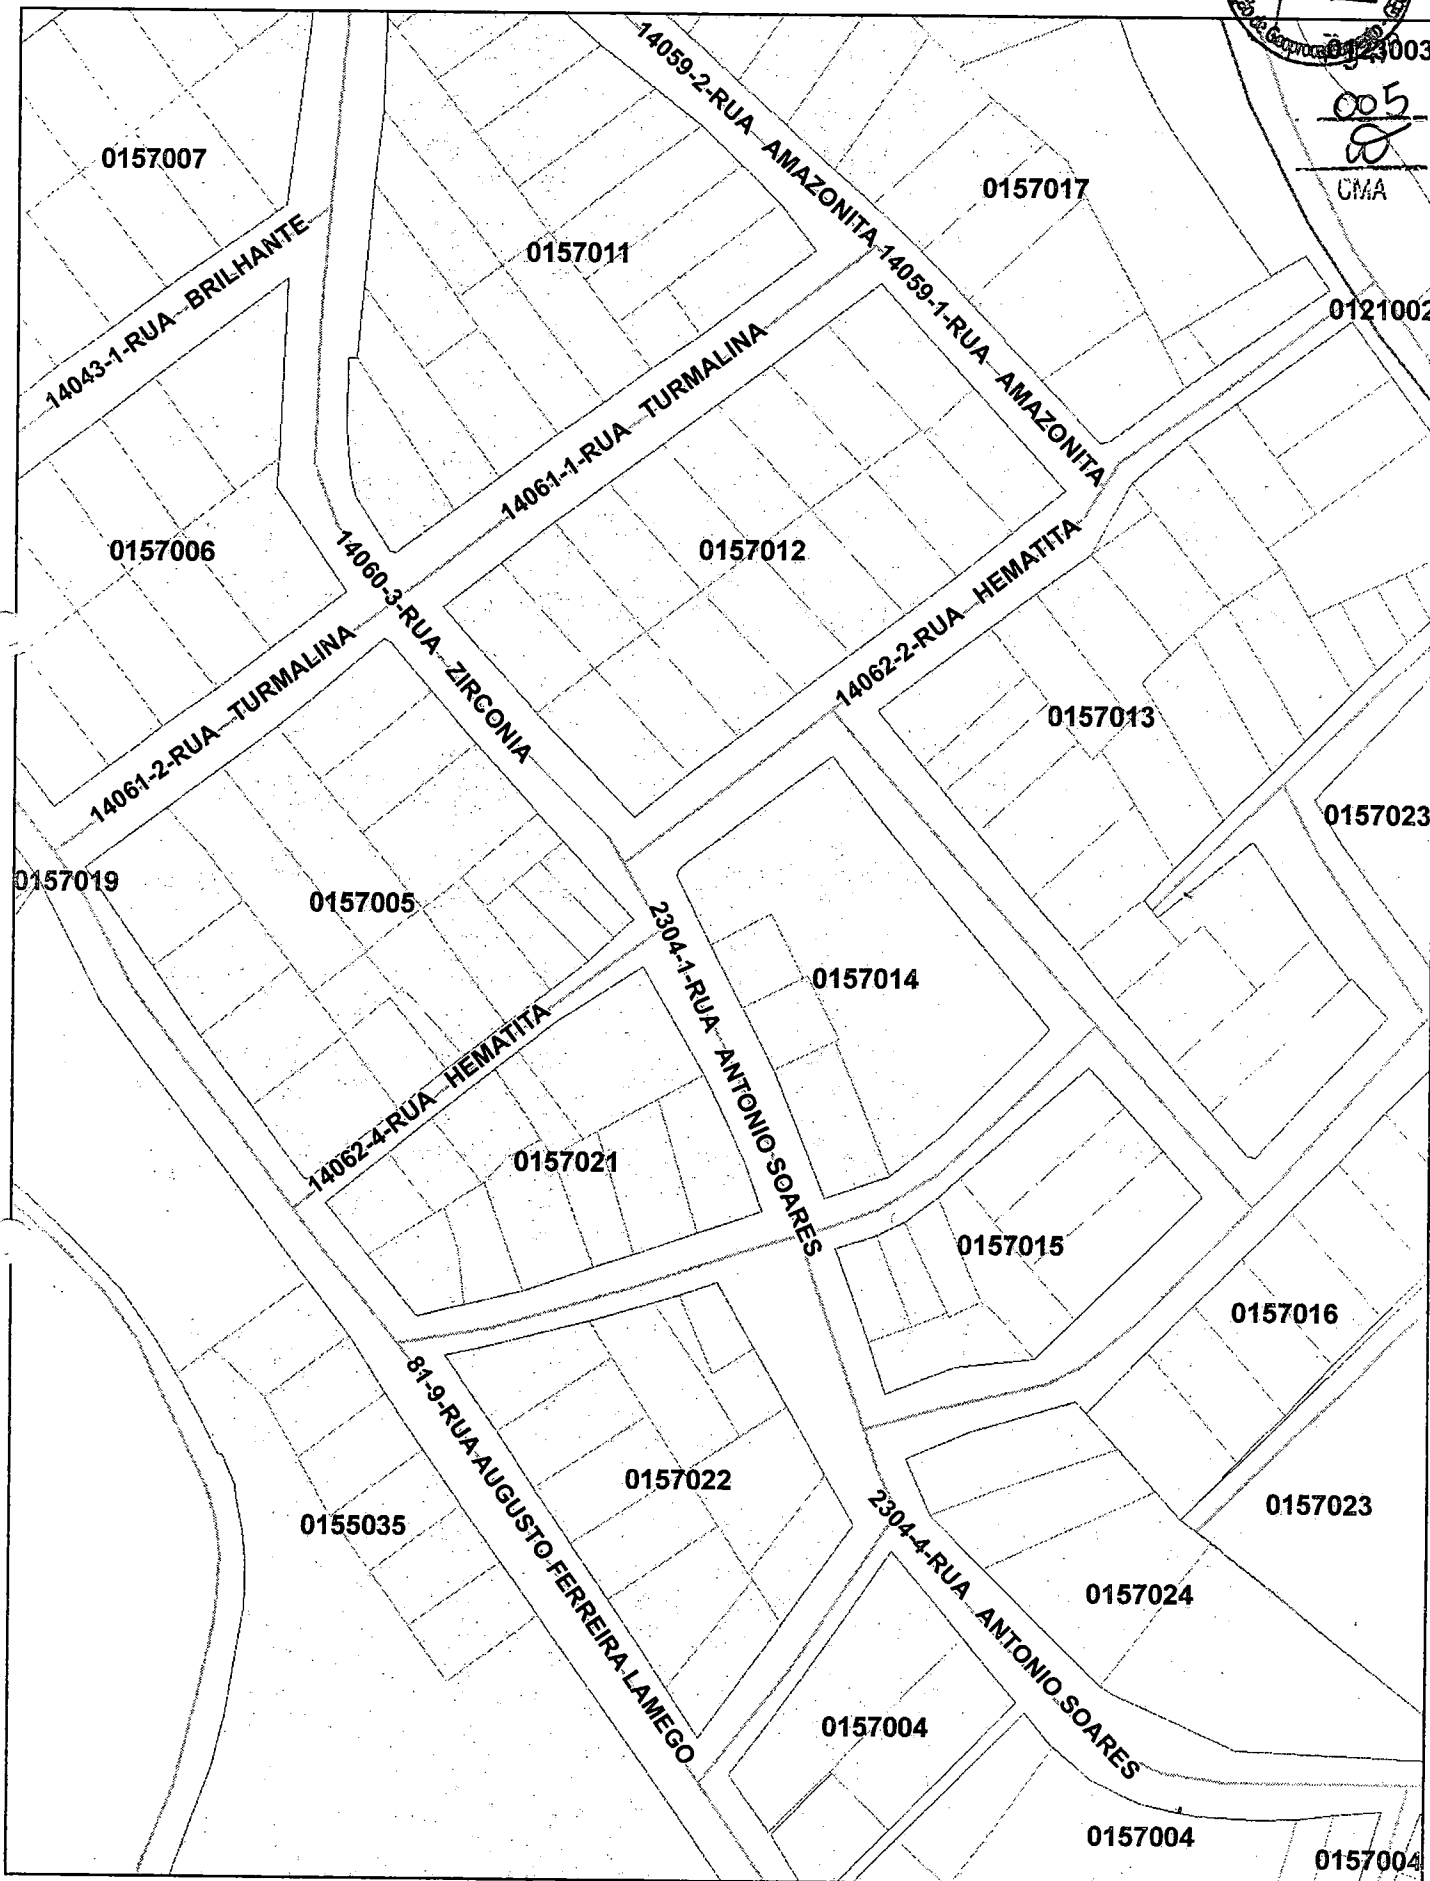 0123003
005
CMA
14059-2-RUA AMAZONITA
0157007
0157017
14043-1-RUA BRILHANTE
0157011
14059-1-RUA AMAZONITA
0121002
14061-1-RUA TURMALINA
0157006
14060-3-RUA ZIRCONIA
0157012
14062-2-RUA HEMATITA
14061-2-RUA TURMALINA
0157013
0157023
0157019
0157005
2304-1-RUA ANTONIO SOARES
0157014
14062-4-RUA HEMATITA
0157021
0157015
0157016
81-9-RUA AUGUSTO FERREIRA LAMEGO
0157022
0155035
2304-4-RUA ANTONIO SOARES
0157023
0157024
0157004
0157004
0157004